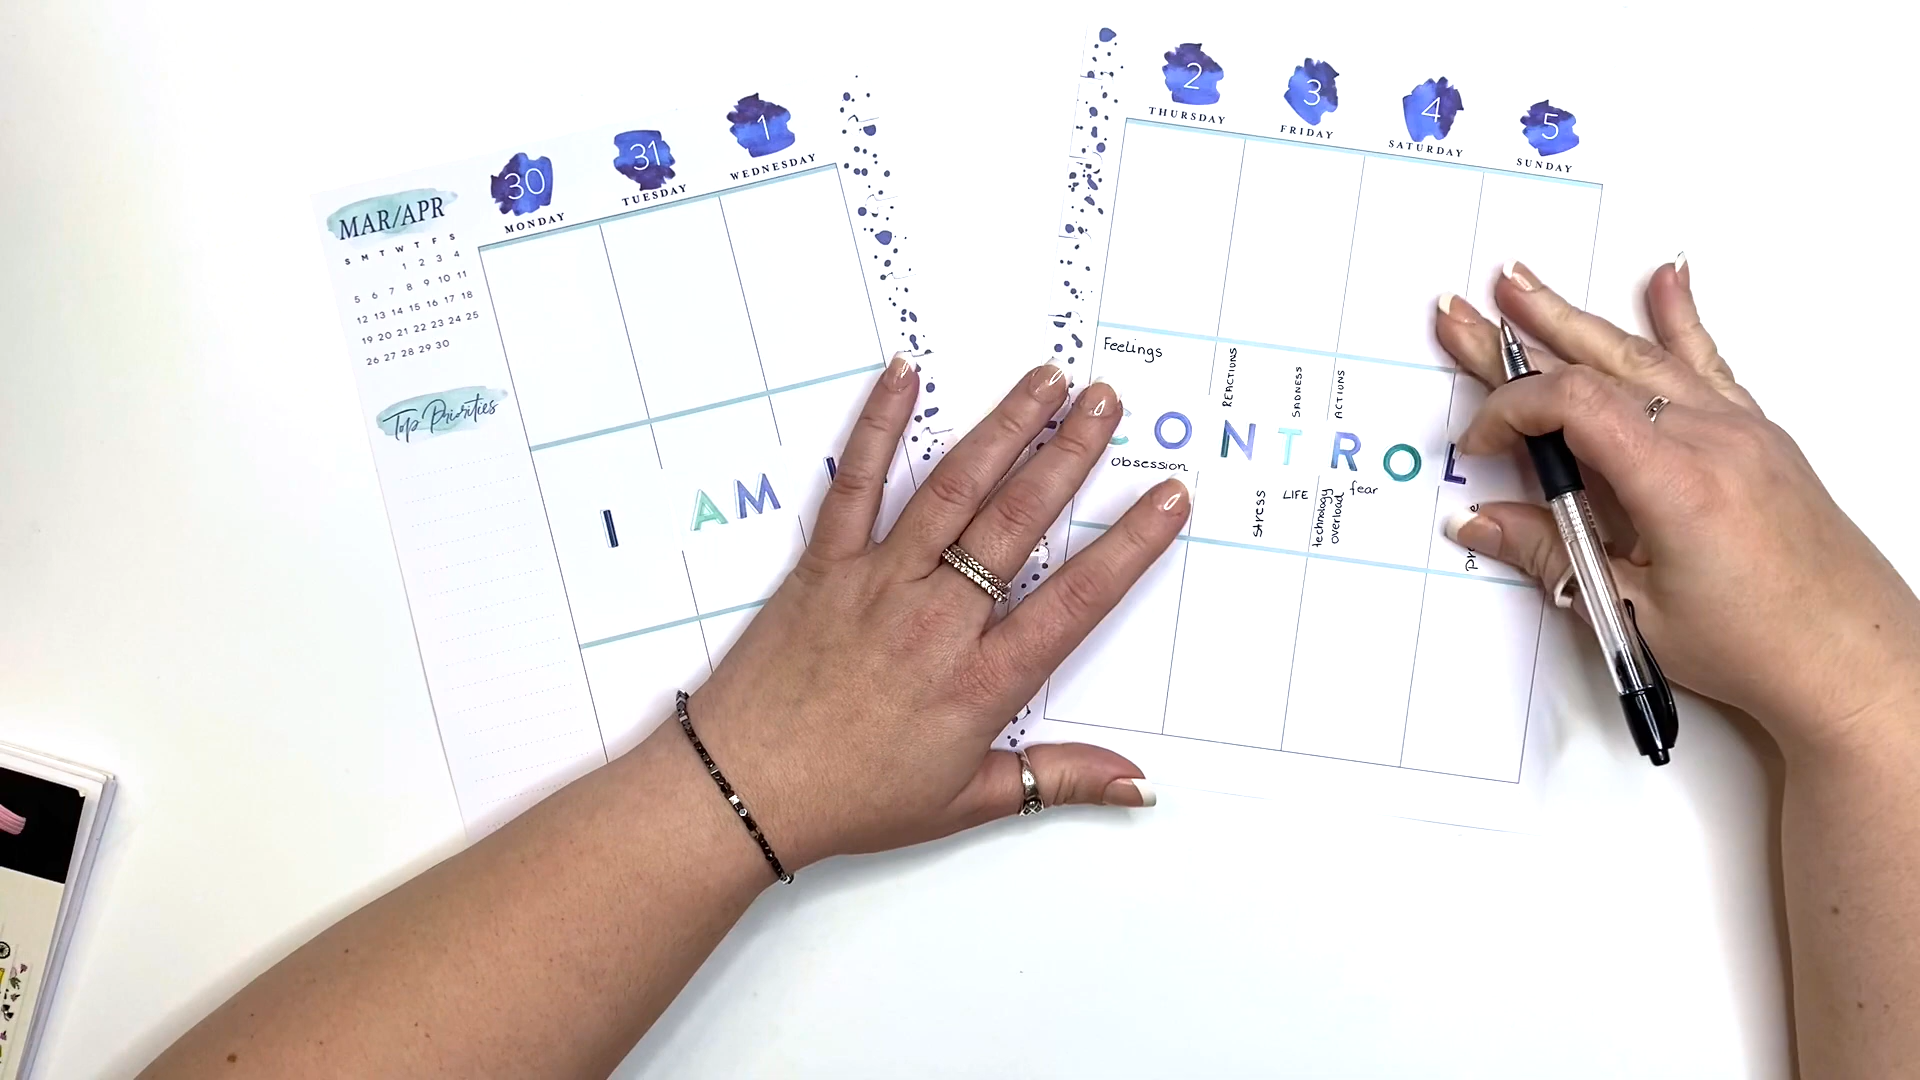 MAR/APR
S M T W T F S
1 2 3 4
5 6 7 8 9 10 11
12 13 14 15 16 17 18
19 20 21 22 23 24 25
26 27 28 29 30
Top Priorities
30
MONDAY
31
TUESDAY
1
WEDNESDAY
I AM
2
THURSDAY
3
FRIDAY
4
SATURDAY
5
SUNDAY
Feelings
REACTIONS
SADNESS
ACTIONS
CONTROL
obsession
stress
LIFE
technology
overload
fear